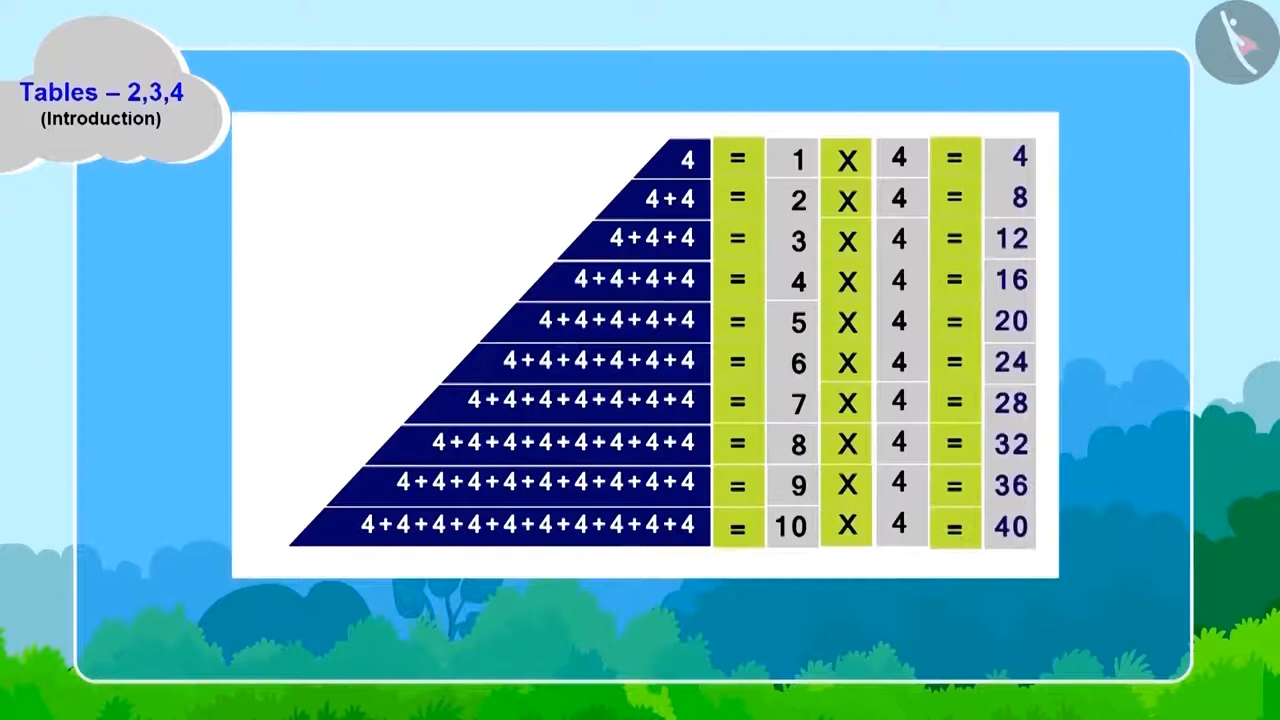 Tables – 2,3,4
(Introduction)
4 = 1 X 4 = 4
4+4 = 2 X 4 = 8
4+4+4 = 3 X 4 = 12
4+4+4+4 = 4 X 4 = 16
4+4+4+4+4 = 5 X 4 = 20
4+4+4+4+4+4 = 6 X 4 = 24
4+4+4+4+4+4+4 = 7 X 4 = 28
4+4+4+4+4+4+4+4 = 8 X 4 = 32
4+4+4+4+4+4+4+4+4 = 9 X 4 = 36
4+4+4+4+4+4+4+4+4+4 = 10 X 4 = 40